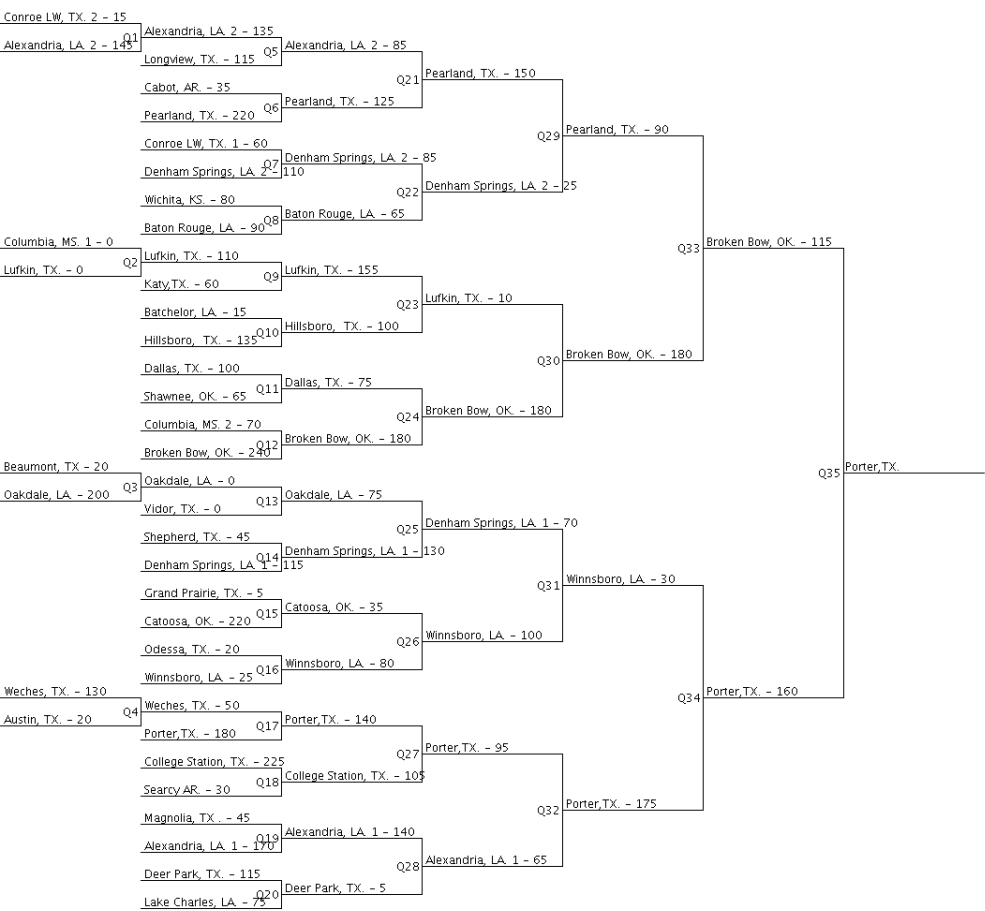 Conroe LW, TX. 2 - 15
Alexandria, LA. 2 - 145
Q1
Alexandria, LA. 2 - 135
Longview, TX. - 115
Q5
Alexandria, LA. 2 - 85
Cabot, AR. - 35
Pearland, TX. - 220
Q6
Pearland, TX. - 125
Q21
Pearland, TX. - 150
Conroe LW, TX. 1 - 60
Denham Springs, LA. 2 - 110
Q7
Denham Springs, LA. 2 - 85
Wichita, KS. - 80
Baton Rouge, LA. - 90
Q8
Baton Rouge, LA. - 65
Q22
Denham Springs, LA. 2 - 25
Q29
Pearland, TX. - 90
Columbia, MS. 1 - 0
Lufkin, TX. - 0
Q2
Lufkin, TX. - 110
Katy,TX. - 60
Q9
Lufkin, TX. - 155
Batchelor, LA. - 15
Hillsboro, TX. - 135
Q10
Hillsboro, TX. - 100
Q23
Lufkin, TX. - 10
Dallas, TX. - 100
Shawnee, OK. - 65
Q11
Dallas, TX. - 75
Columbia, MS. 2 - 70
Broken Bow, OK. - 240
Q12
Broken Bow, OK. - 180
Q24
Broken Bow, OK. - 180
Q30
Broken Bow, OK. - 180
Q33
Broken Bow, OK. - 115
Beaumont, TX - 20
Oakdale, LA. - 200
Q3
Oakdale, LA. - 0
Vidor, TX. - 0
Q13
Oakdale, LA. - 75
Shepherd, TX. - 45
Denham Springs, LA. 1 - 115
Q14
Denham Springs, LA. 1 - 130
Q25
Denham Springs, LA. 1 - 70
Grand Prairie, TX. - 5
Catoosa, OK. - 220
Q15
Catoosa, OK. - 35
Odessa, TX. - 20
Winnsboro, LA. - 25
Q16
Winnsboro, LA. - 80
Q26
Winnsboro, LA. - 100
Q31
Winnsboro, LA. - 30
Weches, TX. - 130
Austin, TX. - 20
Q4
Weches, TX. - 50
Porter,TX. - 180
Q17
Porter,TX. - 140
College Station, TX. - 225
Searcy AR. - 30
Q18
College Station, TX. - 105
Q27
Porter,TX. - 95
Magnolia, TX . - 45
Alexandria, LA. 1 - 170
Q19
Alexandria, LA. 1 - 140
Deer Park, TX. - 115
Lake Charles, LA. - 75
Q20
Deer Park, TX. - 5
Q28
Alexandria, LA. 1 - 65
Q32
Porter,TX. - 175
Q34
Porter,TX. - 160
Q35
Porter,TX.